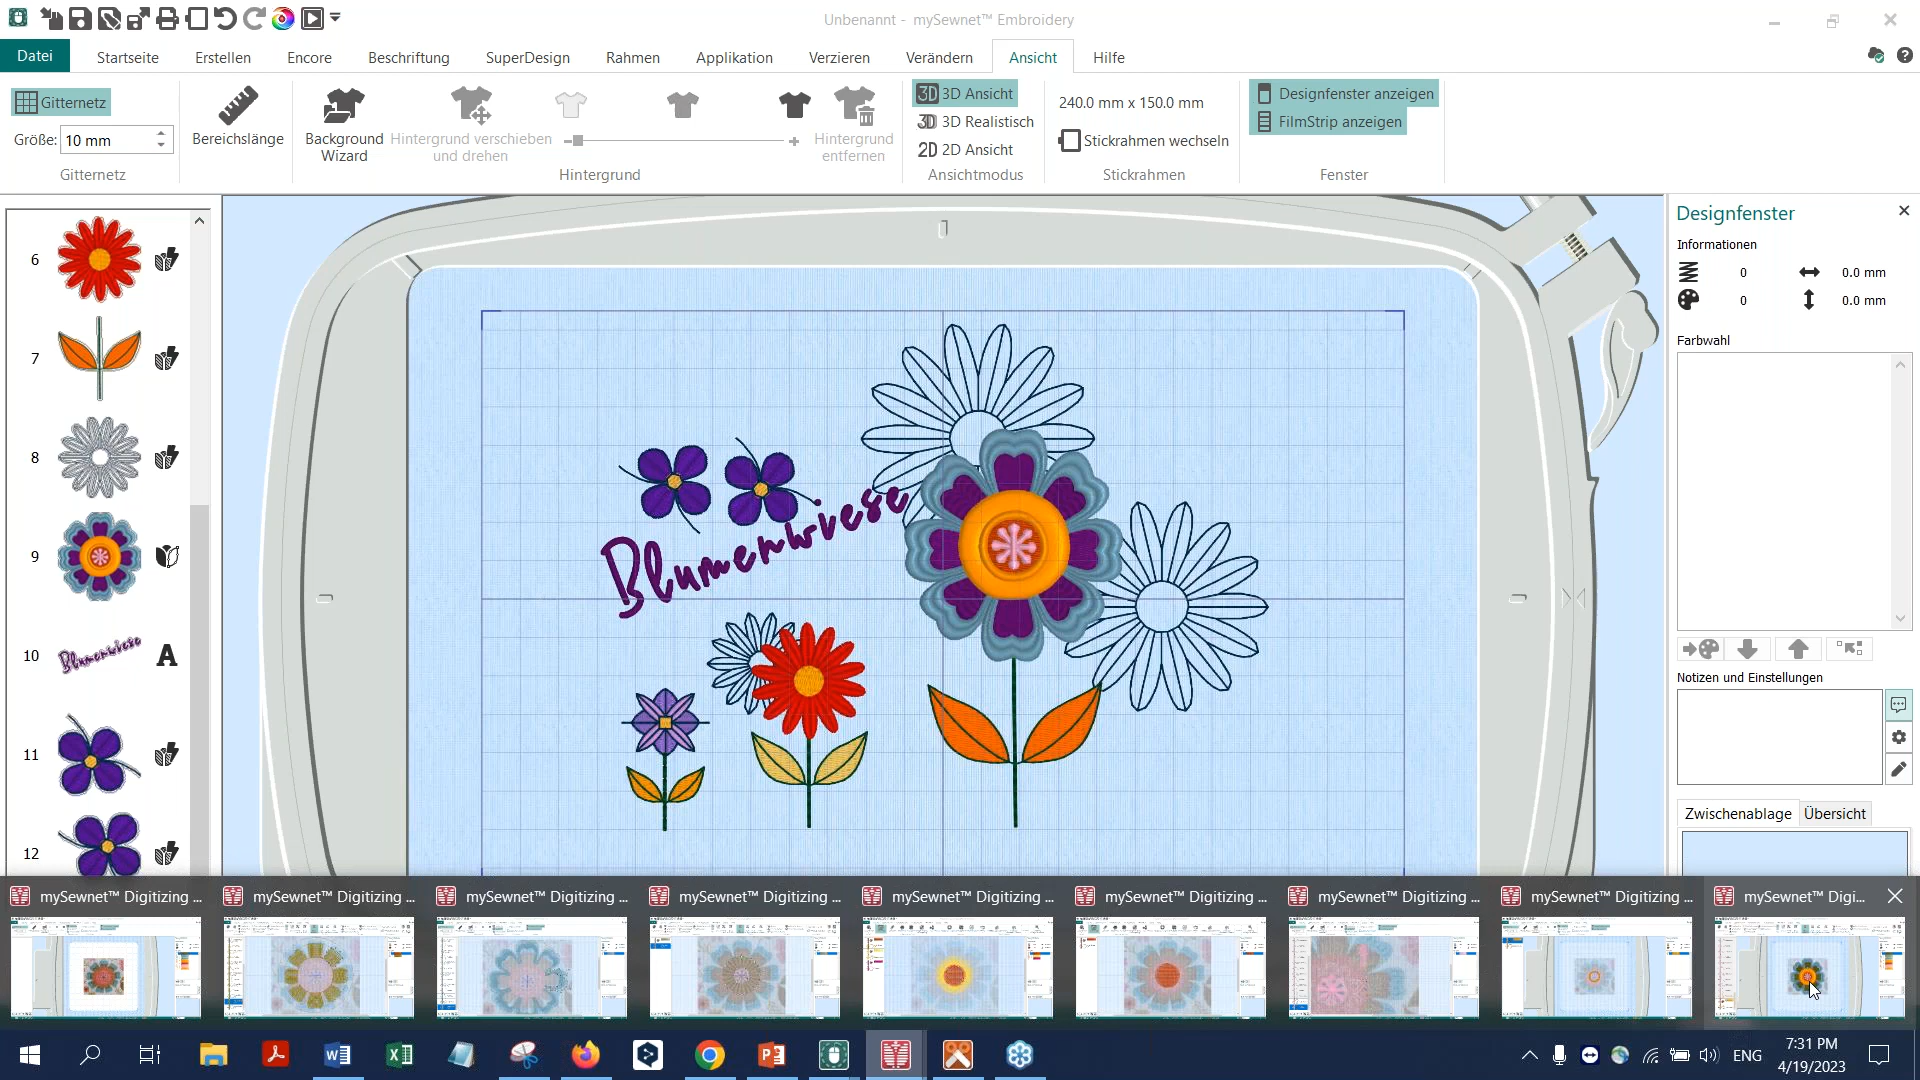 Unbenannt - mySewnet™ Embroidery
Datei Startseite Erstellen Encore Beschriftung SuperDesign Rahmen Applikation Verzieren Verändern Ansicht Hilfe
Gitternetz
Größe: 10 mm
Gitternetz
Bereichslänge
Background Wizard
Hintergrund verschieben und drehen
Hintergrund entfernen
Hintergrund
3D 3D Ansicht
3D 3D Realistisch
2D 2D Ansicht
Ansichtmodus
240.0 mm x 150.0 mm
Stickrahmen wechseln
Stickrahmen
Designfenster anzeigen
FilmStrip anzeigen
Fenster
6
7
8
9
10 Blumenwiese A
11
12
Blumenwiese
Designfenster
Informationen
0 0.0 mm
0 0.0 mm
Farbwahl
Notizen und Einstellungen
Zwischenablage Übersicht
mySewnet™ Digitizing ...
mySewnet™ Digitizing ...
mySewnet™ Digitizing ...
mySewnet™ Digitizing ...
mySewnet™ Digitizing ...
mySewnet™ Digitizing ...
mySewnet™ Digitizing ...
mySewnet™ Digitizing ...
mySewnet™ Digi...
ENG
7:31 PM
4/19/2023